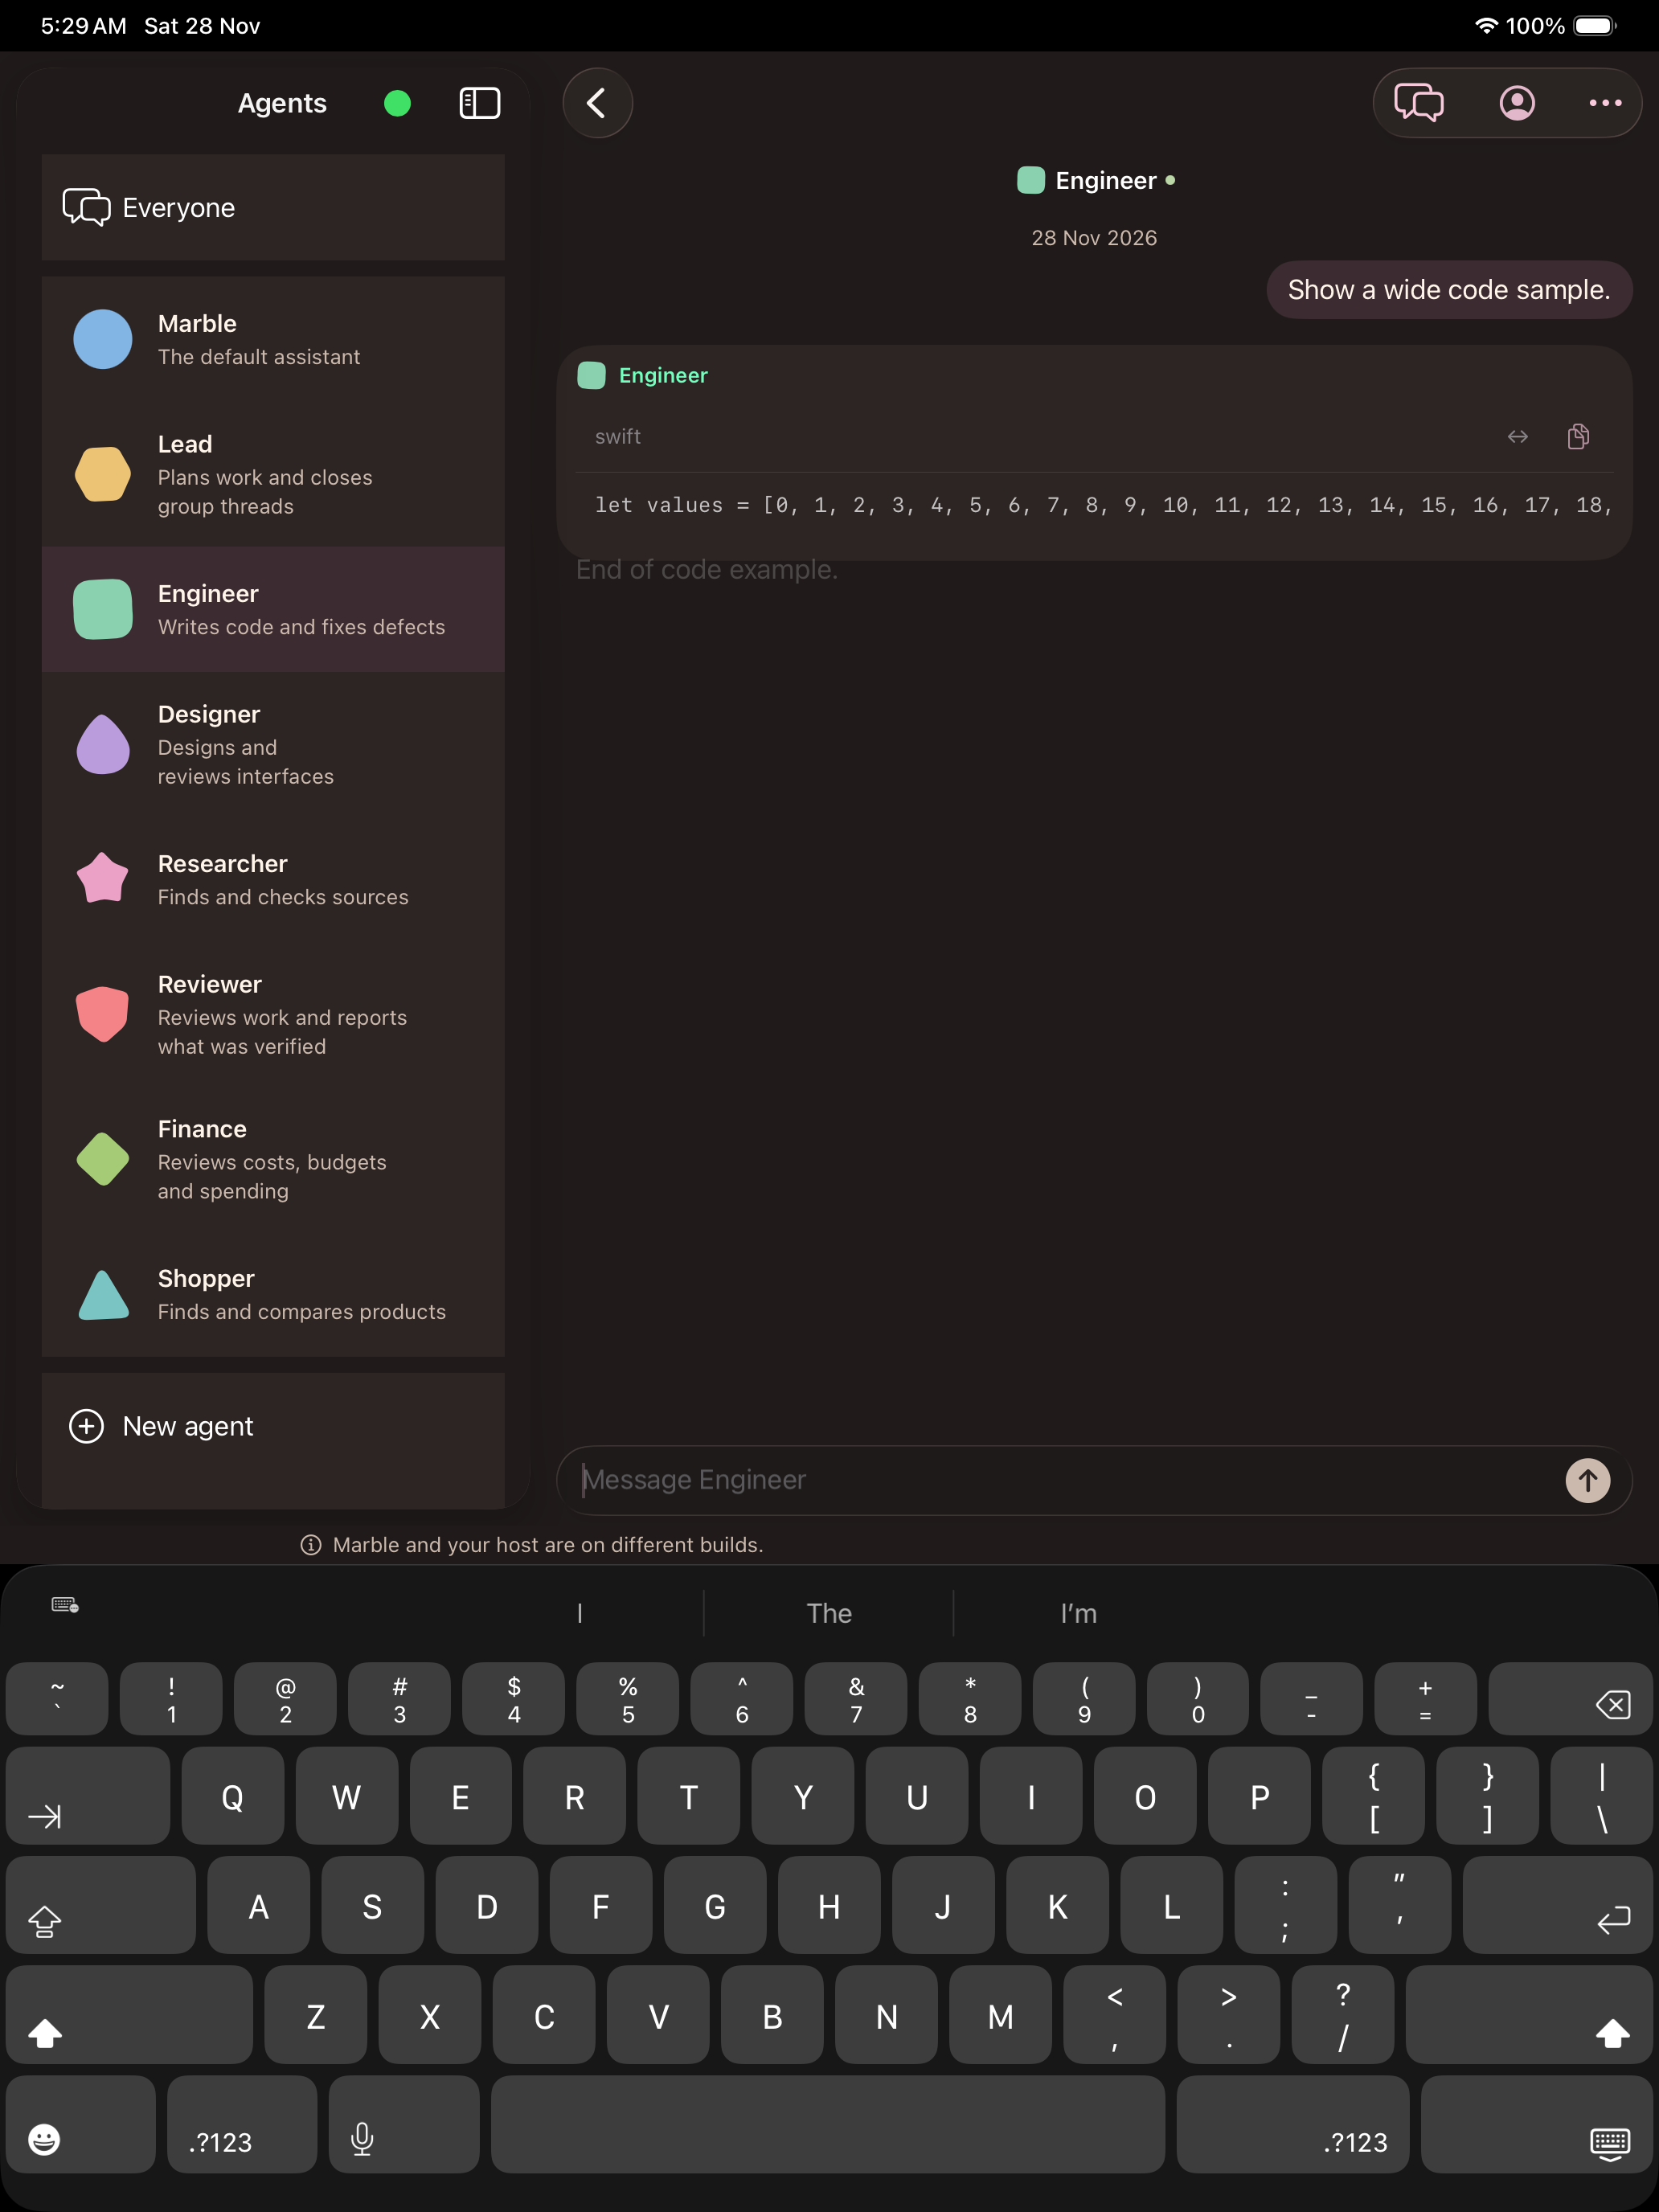 5:29 AM Sat 28 Nov
100%
Agents
Everyone
Marble
The default assistant
Lead
Plans work and closes
group threads
Engineer
Writes code and fixes defects
Designer
Designs and
reviews interfaces
Researcher
Finds and checks sources
Reviewer
Reviews work and reports
what was verified
Finance
Reviews costs, budgets
and spending
Shopper
Finds and compares products
New agent
Engineer
28 Nov 2026
Show a wide code sample.
Engineer
swift
let values = [0, 1, 2, 3, 4, 5, 6, 7, 8, 9, 10, 11, 12, 13, 14, 15, 16, 17, 18,
End of code example.
Message Engineer
Marble and your host are on different builds.
I The I’m
~ ! @ # $ % ^ & * ( ) _ +
` 1 2 3 4 5 6 7 8 9 0 - =
Q W E R T Y U I O P { } |
[ ] \
A S D F G H J K L : "
; '
Z X C V B N M < > ?
, . /
.?123 .?123